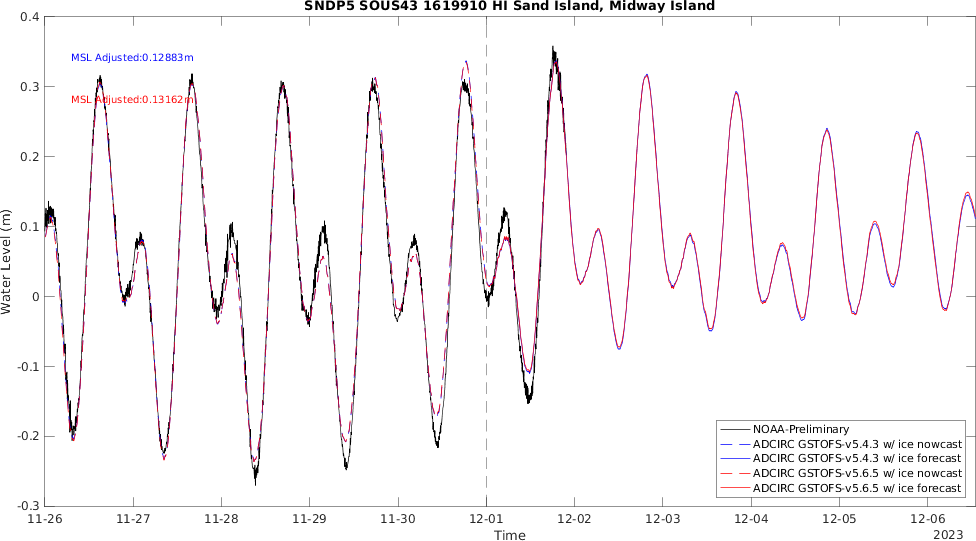 SNDP5 SOUS43 1619910 HI Sand Island, Midway Island
MSL Adjusted:0.12883m
MSL Adjusted:0.13162m
Water Level (m)
0.4
0.3
0.2
0.1
0
-0.1
-0.2
-0.3
NOAA-Preliminary
ADCIRC GSTOFS-v5.4.3 w/ ice nowcast
ADCIRC GSTOFS-v5.4.3 w/ ice forecast
ADCIRC GSTOFS-v5.6.5 w/ ice nowcast
ADCIRC GSTOFS-v5.6.5 w/ ice forecast
11-26 11-27 11-28 11-29 11-30 12-01 12-02 12-03 12-04 12-05 12-06
Time
2023